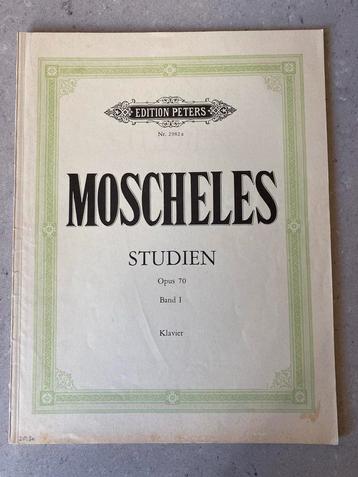 EDITION PETERS
Nr. 2982a
MOSCHELES
STUDIEN
Opus 70
Band I
Klavier